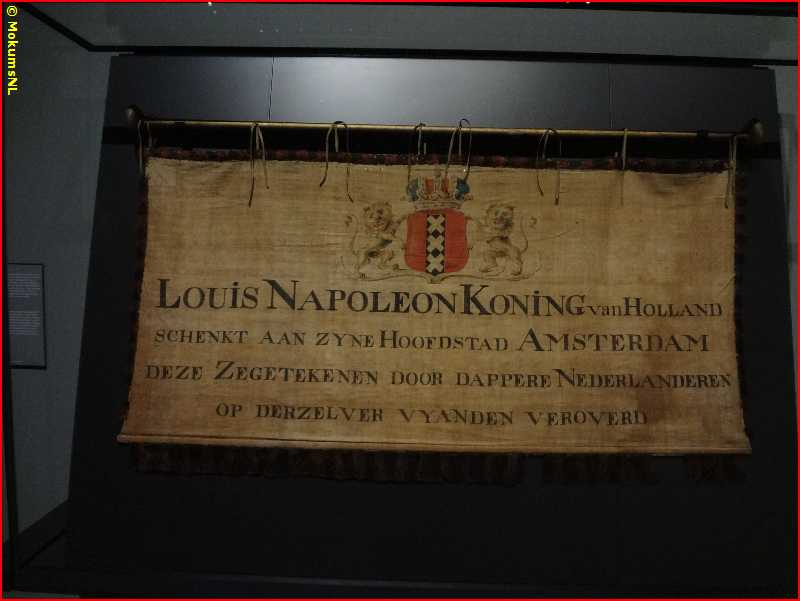 © MokumsNL
LOUiS NAPOLEON KONiNG van HOLLAND
SCHENKT AAN ZYNE HOOFDSTAD AMSTERDAM
DEZE ZEGETEKENEN DOOR DAPPERE NEDERLANDEREN
OP DERZELVER VYANDEN VEROVERD